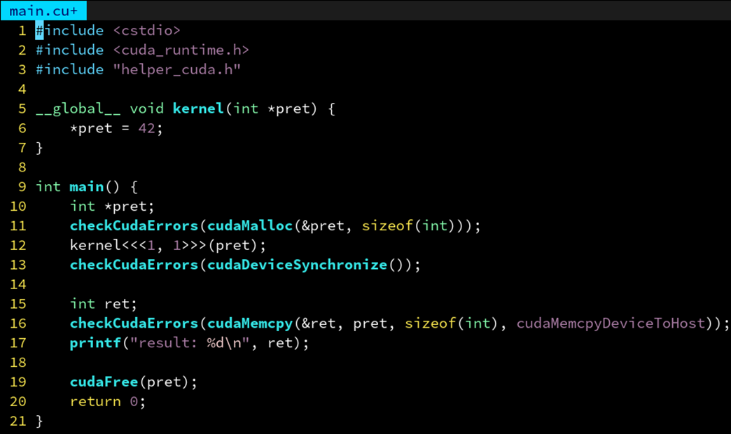 main.cu+
1 #include <cstdio>
2 #include <cuda_runtime.h>
3 #include "helper_cuda.h"
4
5 __global__ void kernel(int *pret) {
6     *pret = 42;
7 }
8
9 int main() {
10     int *pret;
11     checkCudaErrors(cudaMalloc(&pret, sizeof(int)));
12     kernel<<<1, 1>>>(pret);
13     checkCudaErrors(cudaDeviceSynchronize());
14
15     int ret;
16     checkCudaErrors(cudaMemcpy(&ret, pret, sizeof(int), cudaMemcpyDeviceToHost));
17     printf("result: %d\n", ret);
18
19     cudaFree(pret);
20     return 0;
21 }